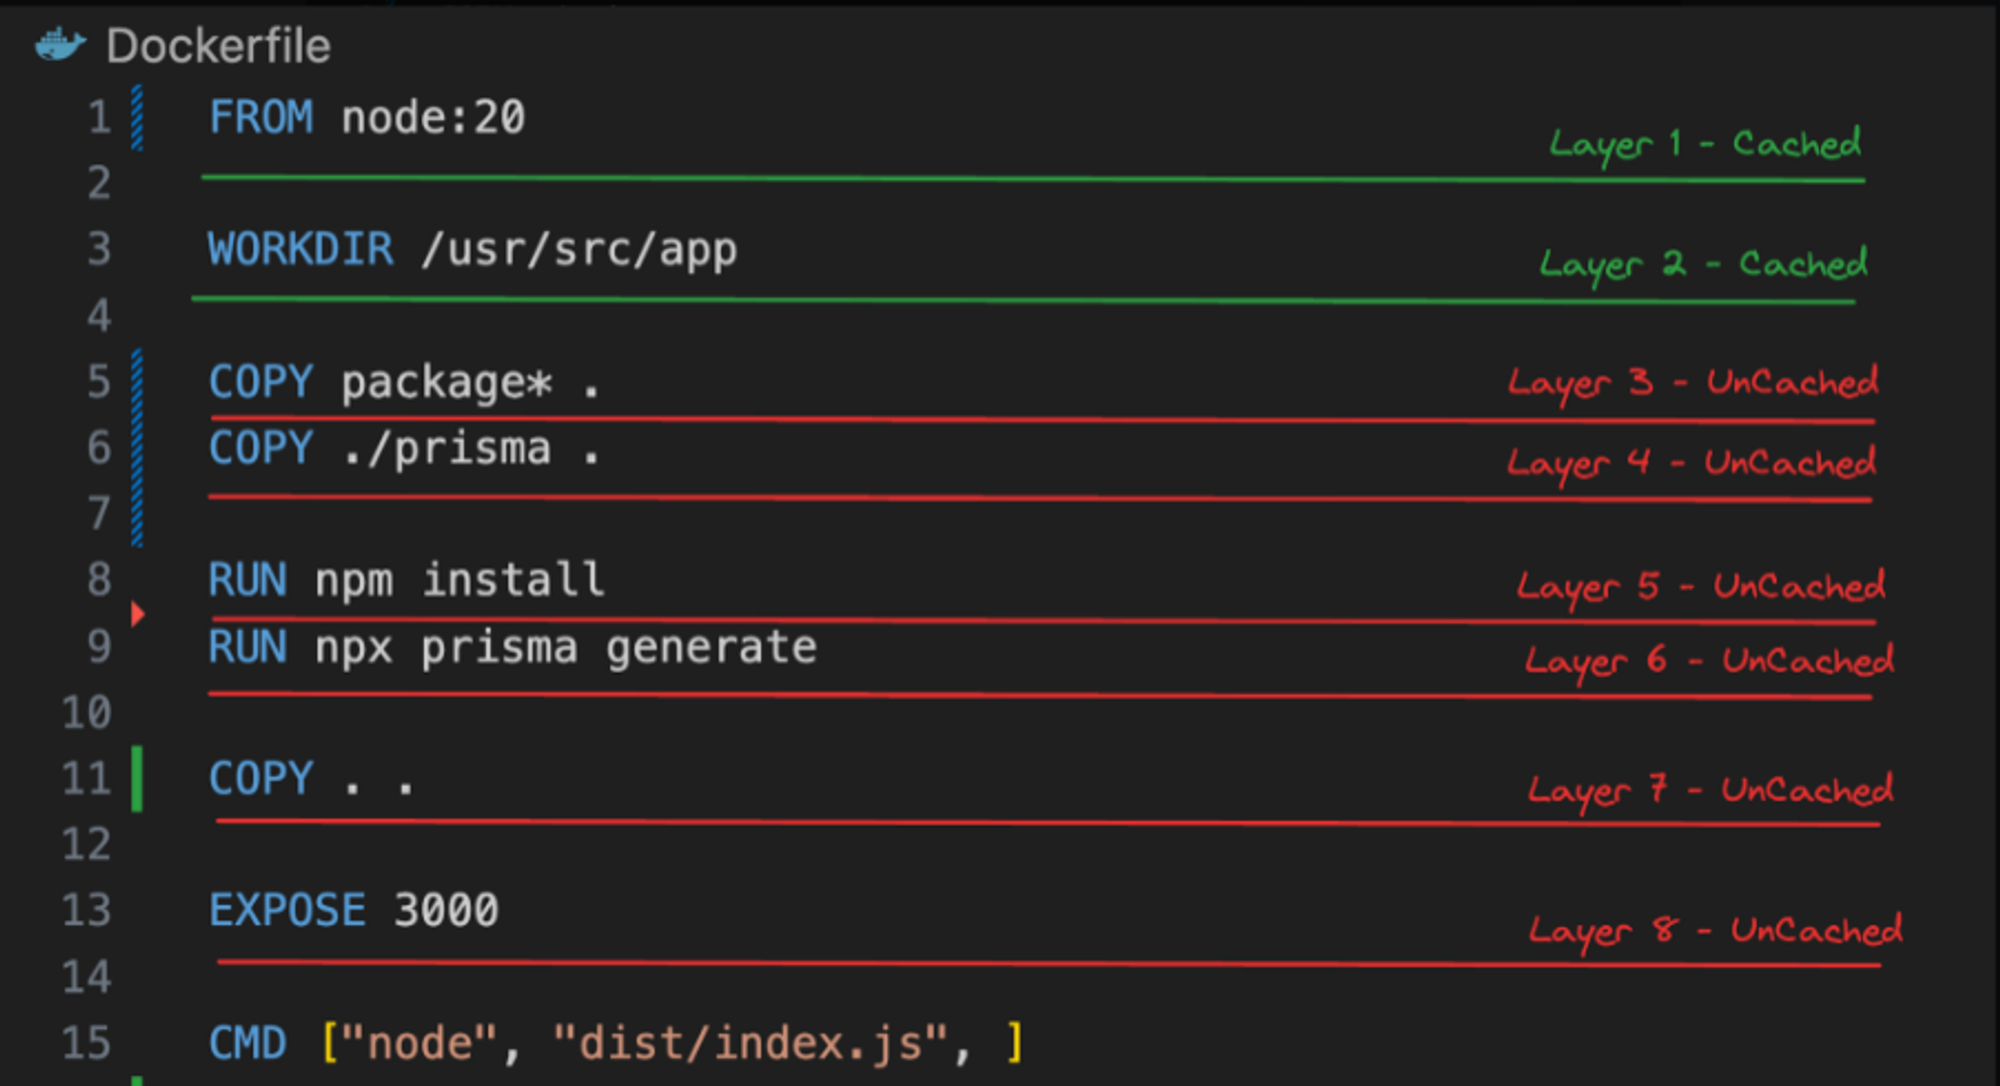 Dockerfile
1 FROM node:20
Layer 1 - Cached
2
3 WORKDIR /usr/src/app
Layer 2 - Cached
4
5 COPY package* . Layer 3 - UnCached
6 COPY ./prisma . Layer 4 - UnCached
7
8 RUN npm install Layer 5 - UnCached
9 RUN npx prisma generate Layer 6 - UnCached
10
11 COPY . . Layer 7 - UnCached
12
13 EXPOSE 3000 Layer 8 - UnCached
14
15 CMD ["node", "dist/index.js", ]